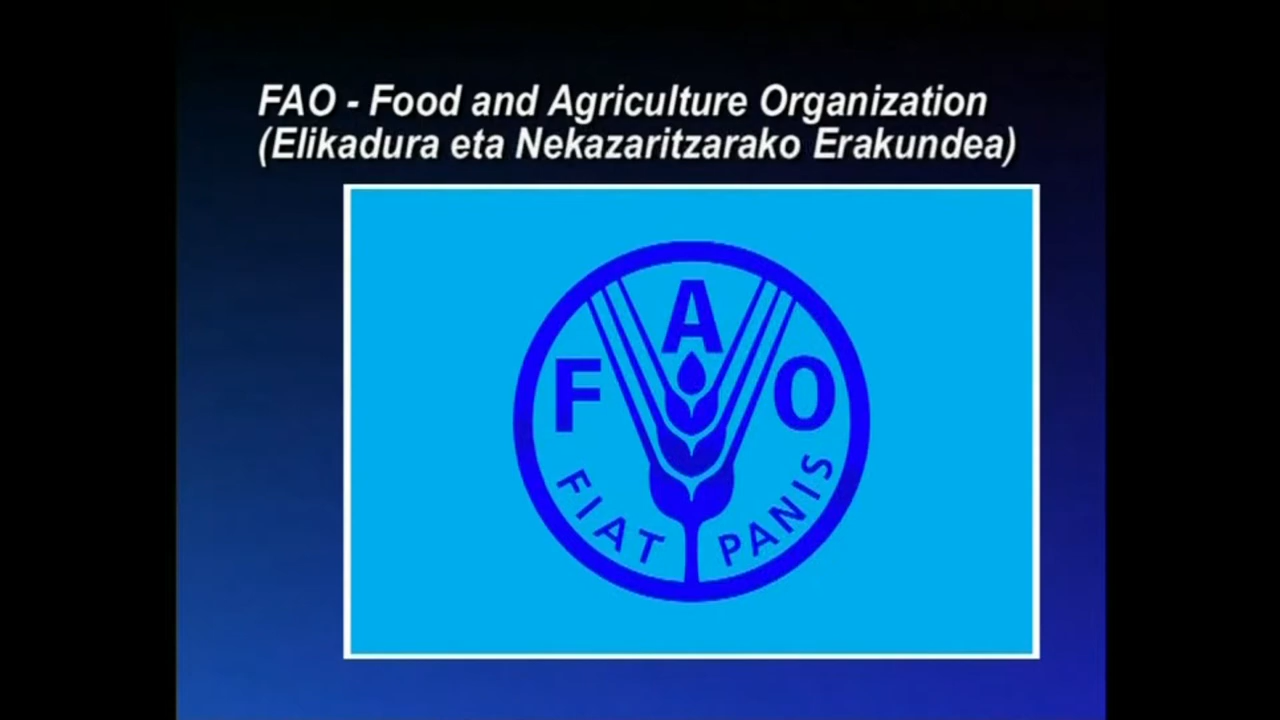 FAO - Food and Agriculture Organization
(Elikadura eta Nekazaritzarako Erakundea)
F A O
FIAT PANIS